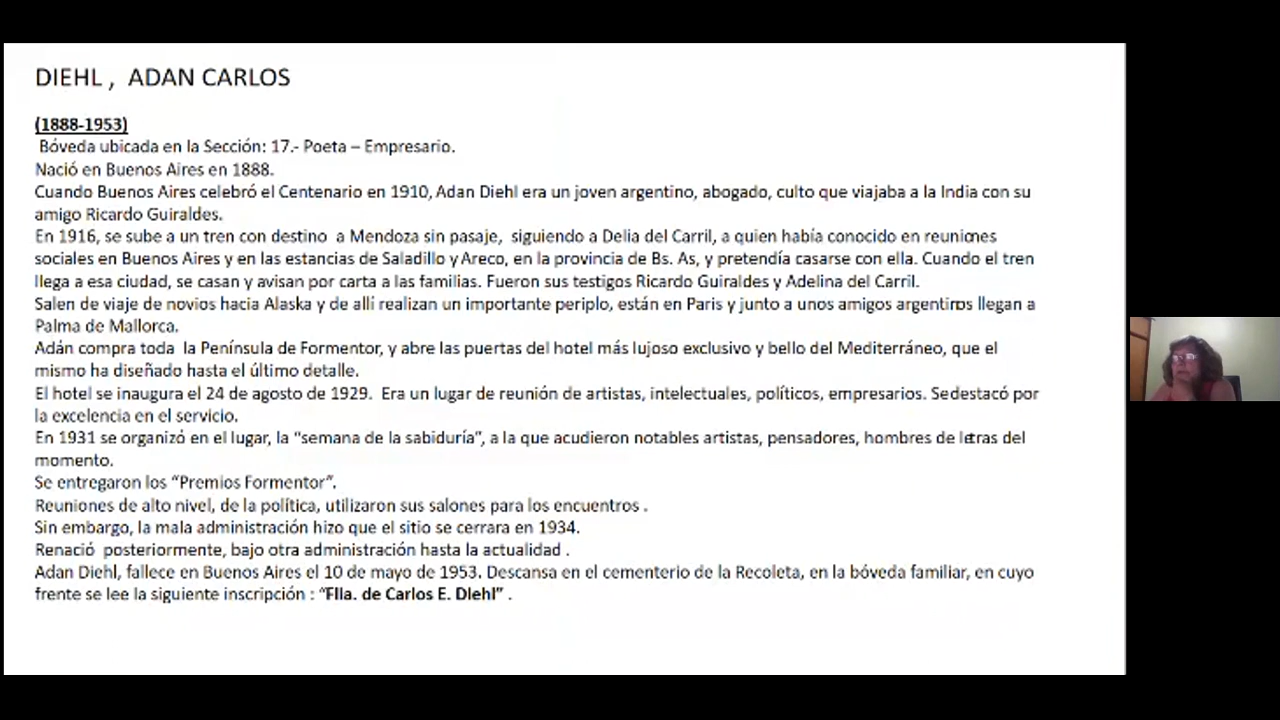 DIEHL , ADAN CARLOS
(1888-1953)
Bóveda ubicada en la Sección: 17.- Poeta – Empresario.
Nació en Buenos Aires en 1888.
Cuando Buenos Aires celebró el Centenario en 1910, Adan Diehl era un joven argentino, abogado, culto que viajaba a la India con su
amigo Ricardo Guiraldes.
En 1916, se sube a un tren con destino a Mendoza sin pasaje, siguiendo a Delia del Carril, a quien había conocido en reuniones
sociales en Buenos Aires y en las estancias de Saladillo y Areco, en la provincia de Bs. As, y pretendía casarse con ella. Cuando el tren
llega a esa ciudad, se casan y avisan por carta a las familias. Fueron sus testigos Ricardo Guiraldes y Adelina del Carril.
Salen de viaje de novios hacia Alaska y de allí realizan un importante periplo, están en Paris y junto a unos amigos argentinos llegan a
Palma de Mallorca.
Adán compra toda la Península de Formentor, y abre las puertas del hotel más lujoso exclusivo y bello del Mediterráneo, que el
mismo ha diseñado hasta el último detalle.
El hotel se inaugura el 24 de agosto de 1929. Era un lugar de reunión de artistas, intelectuales, políticos, empresarios. Sedestacó por
la excelencia en el servicio.
En 1931 se organizó en el lugar, la “semana de la sabiduría”, a la que acudieron notables artistas, pensadores, hombres de letras del
momento.
Se entregaron los “Premios Formentor”.
Reuniones de alto nivel, de la política, utilizaron sus salones para los encuentros .
Sin embargo, la mala administración hizo que el sitio se cerrara en 1934.
Renació posteriormente, bajo otra administración hasta la actualidad .
Adan Diehl, fallece en Buenos Aires el 10 de mayo de 1953. Descansa en el cementerio de la Recoleta, en la bóveda familiar, en cuyo
frente se lee la siguiente inscripción : “Flia. de Carlos E. Diehl” .